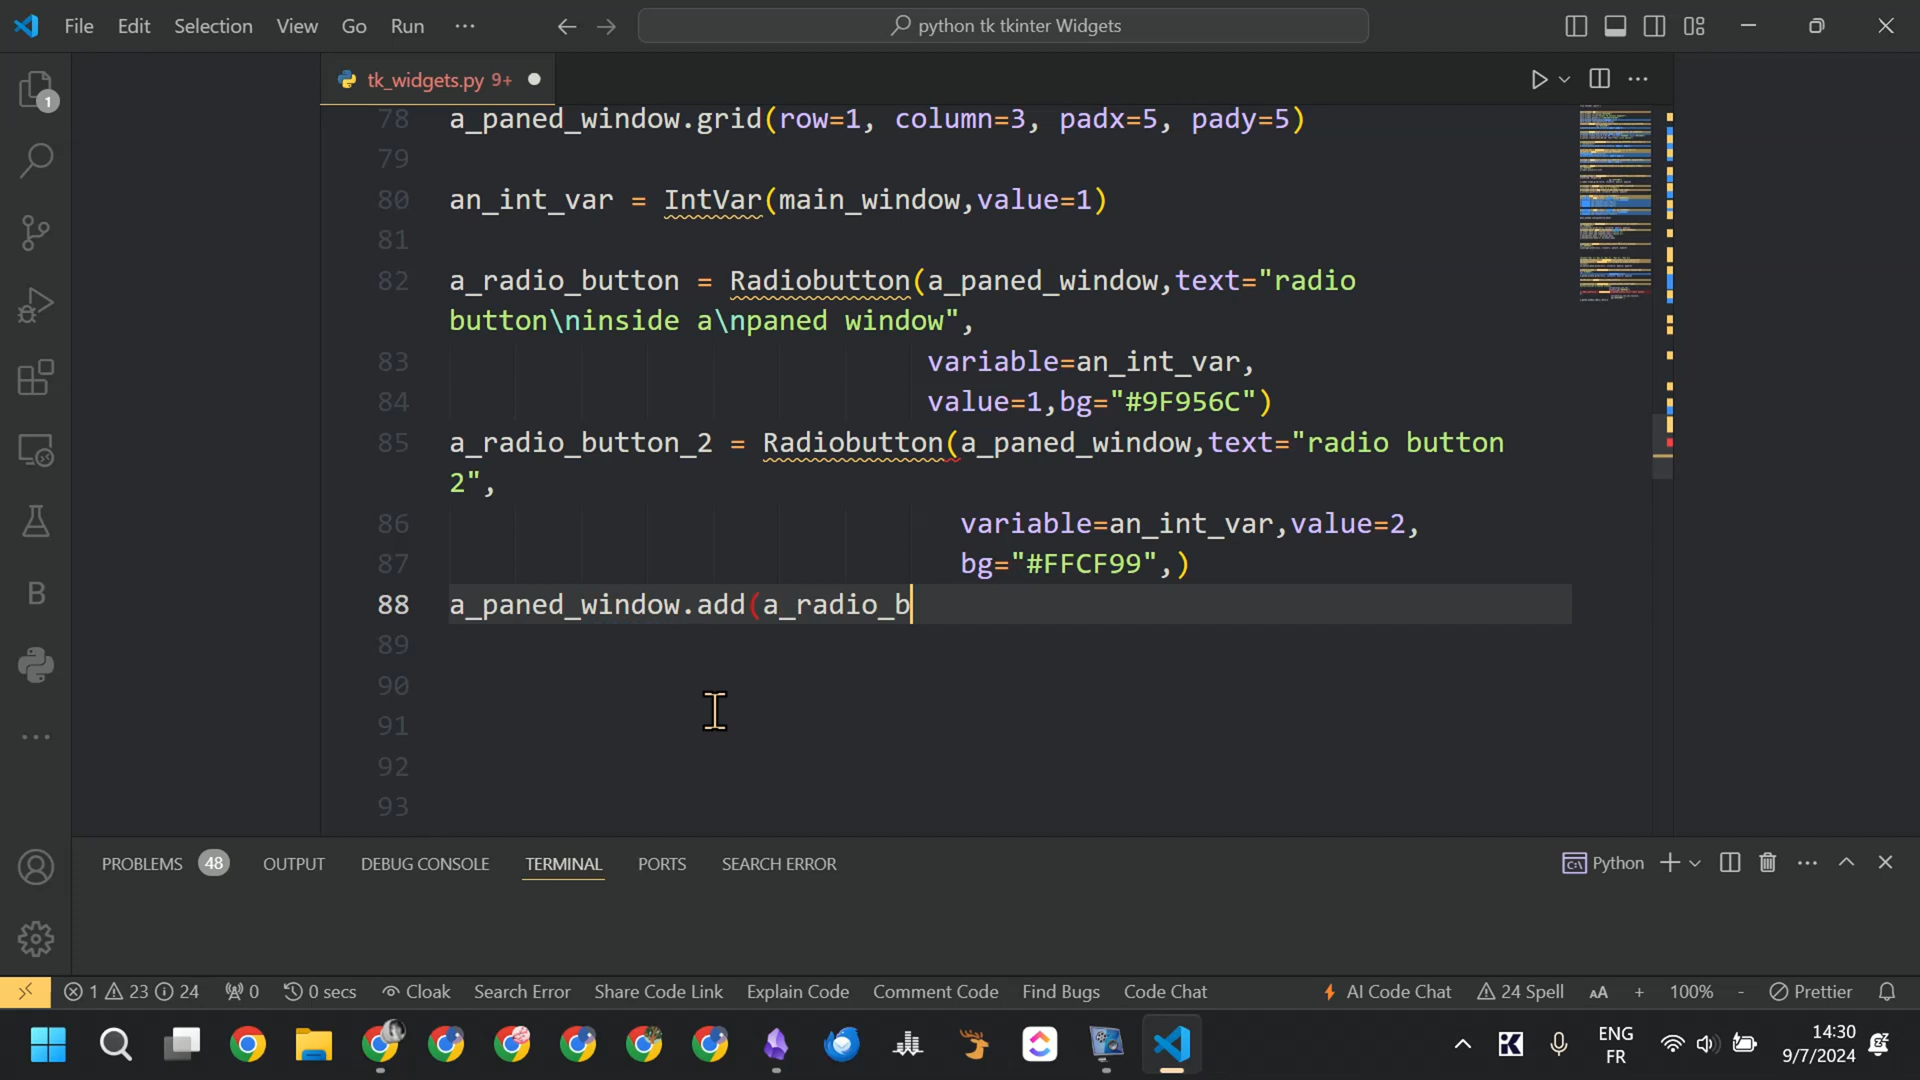 File Edit Selection View Go Run ···
python tk tkinter Widgets
tk_widgets.py 9+
78 a_paned_window.grid(row=1, column=3, padx=5, pady=5)
79
80 an_int_var = IntVar(main_window,value=1)
81
82 a_radio_button = Radiobutton(a_paned_window,text="radio
button\ninside a\npaned window",
83 variable=an_int_var,
84 value=1,bg="#9F956C")
85 a_radio_button_2 = Radiobutton(a_paned_window,text="radio button
2",
86 variable=an_int_var,value=2,
87 bg="#FFCF99",)
88 a_paned_window.add(a_radio_b
89
90
91
92
93
1
B
PROBLEMS 48 OUTPUT DEBUG CONSOLE TERMINAL PORTS SEARCH ERROR Python
1 23 24 0 0 secs Cloak Search Error Share Code Link Explain Code Comment Code Find Bugs Code Chat AI Code Chat 24 Spell AA + 100% - Prettier
ENG 14:30
FR 9/7/2024